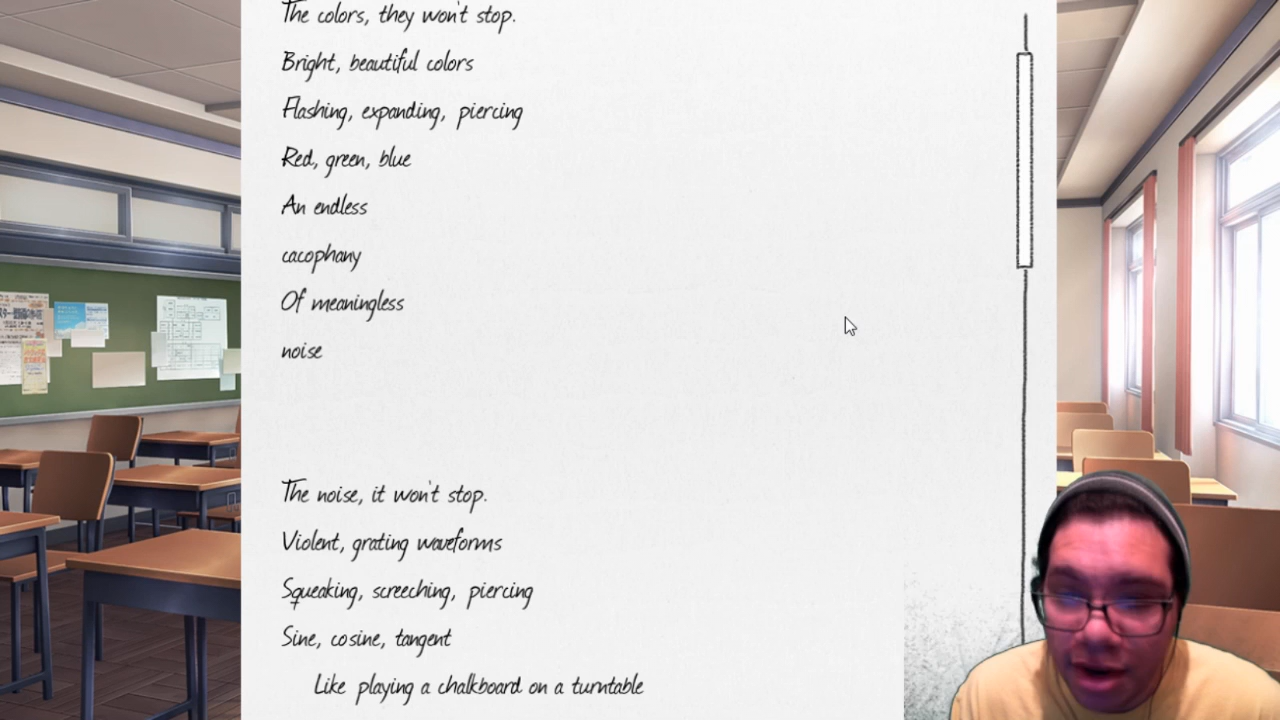 The colors, they won't stop.
Bright, beautiful colors
Flashing, expanding, piercing
Red, green, blue
An endless
cacophany
Of meaningless
noise
The noise, it won't stop.
Violent, grating waveforms
Squeaking, screeching, piercing
Sine, cosine, tangent
Like playing a chalkboard on a turntable